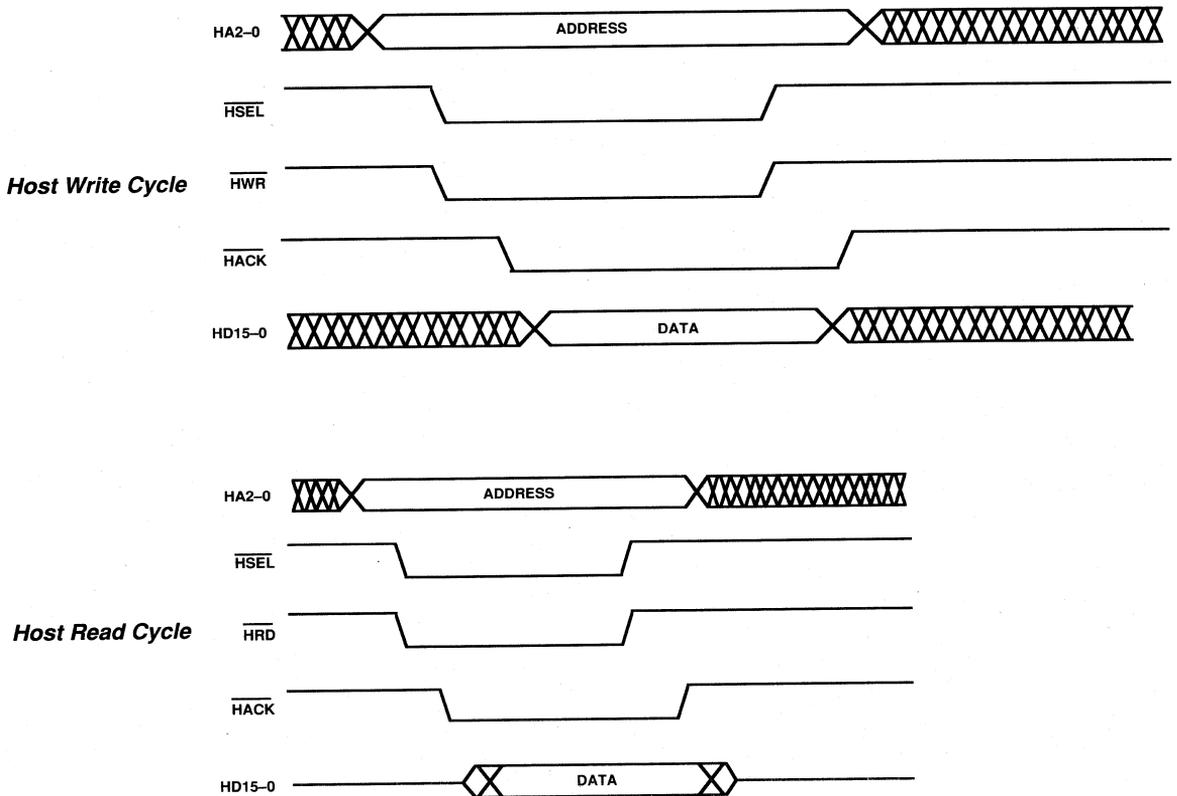 HA2–0
ADDRESS
HSEL
Host Write Cycle
HWR
HACK
HD15–0
DATA
HA2–0
ADDRESS
HSEL
Host Read Cycle
HRD
HACK
HD15–0
DATA